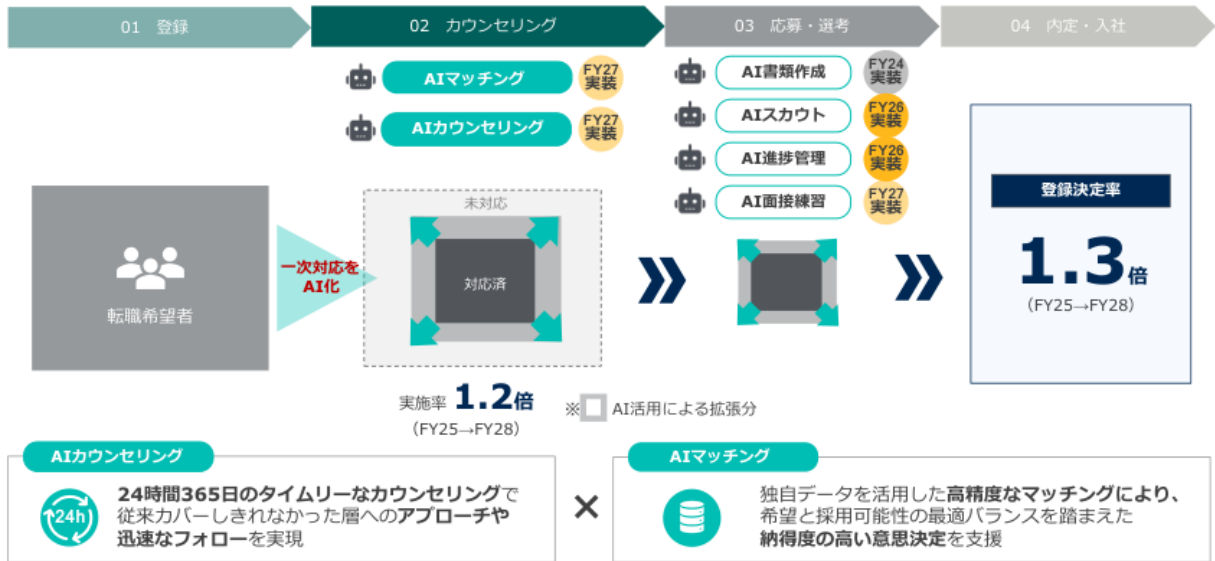 01 登録
02 カウンセリング
03 応募・選考
04 内定・入社
AIマッチング
FY27
実装
AIカウンセリング
FY27
実装
AI書類作成
FY24
実装
AIスカウト
FY26
実装
AI進捗管理
FY26
実装
AI面接練習
FY27
実装
転職希望者
一次対応を
AI化
未対応
対応済
実施率 1.2倍
(FY25→FY28)
※ AI活用による拡張分
登録決定率
1.3倍
(FY25→FY28)
AIカウンセリング
24h
24時間365日のタイムリーなカウンセリングで
従来カバーしきれなかった層へのアプローチや
迅速なフォローを実現
×
AIマッチング
独自データを活用した高精度なマッチングにより、
希望と採用可能性の最適バランスを踏まえた
納得度の高い意思決定を支援